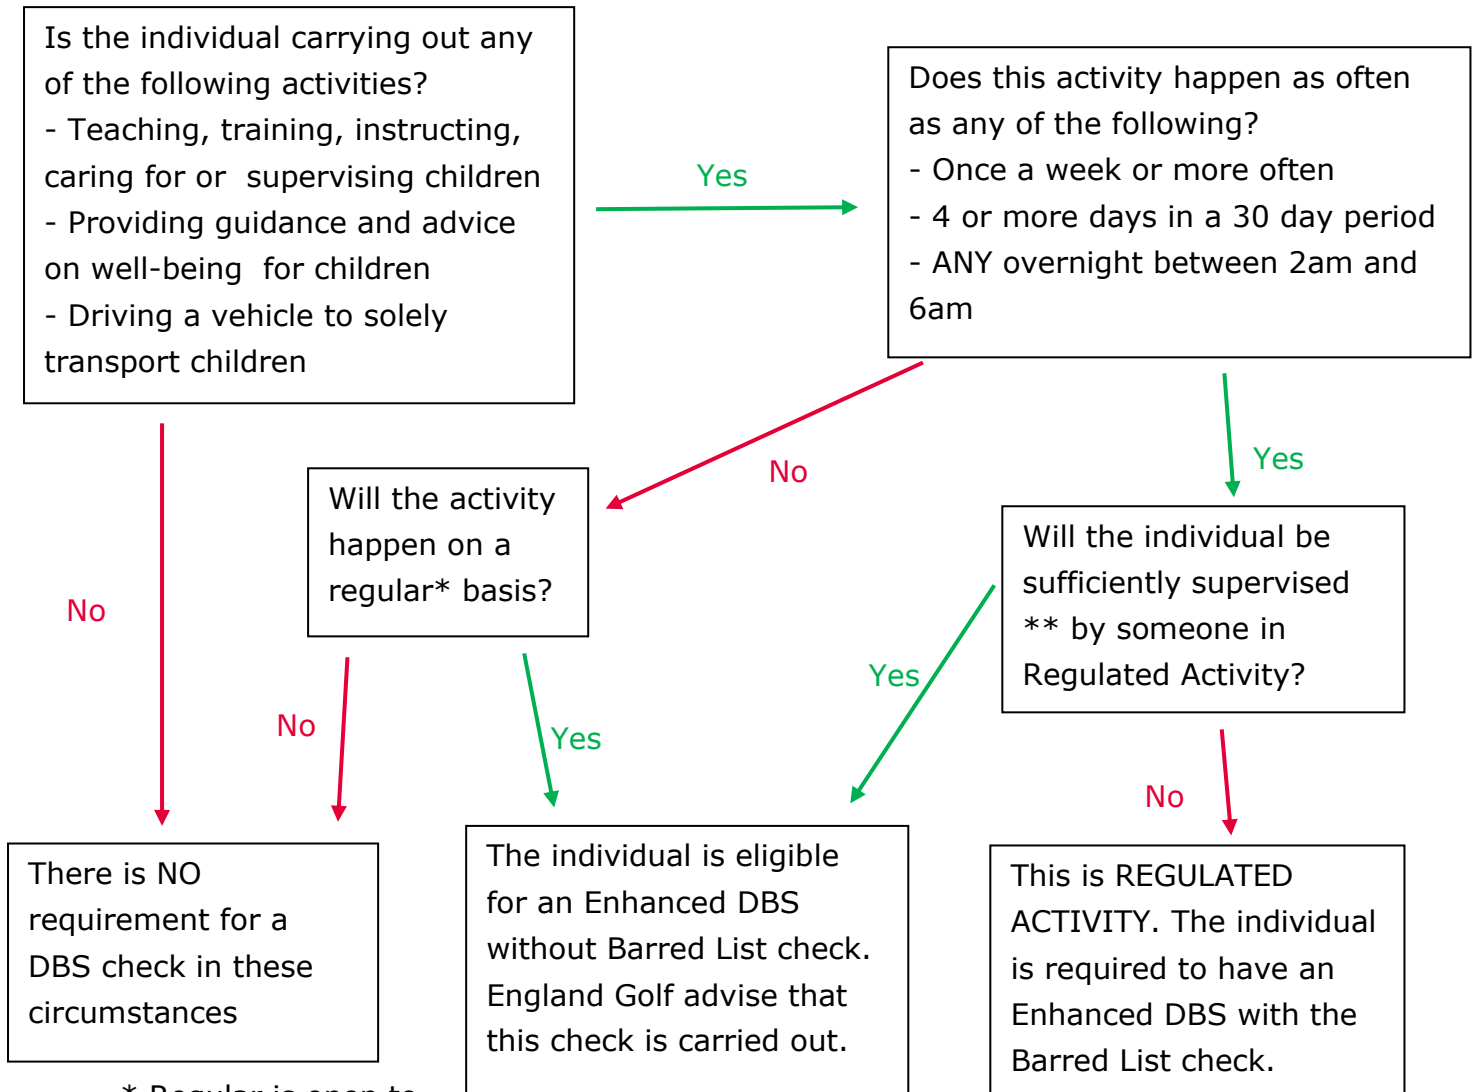 Is the individual carrying out any
of the following activities?
- Teaching, training, instructing,
caring for or supervising children
- Providing guidance and advice
on well-being for children
- Driving a vehicle to solely
transport children
Yes
Does this activity happen as often
as any of the following?
- Once a week or more often
- 4 or more days in a 30 day period
- ANY overnight between 2am and
6am
No
Yes
Will the activity
happen on a
regular* basis?
Will the individual be
sufficiently supervised
** by someone in
Regulated Activity?
No
No
Yes
Yes
No
There is NO
requirement for a
DBS check in these
circumstances
The individual is eligible
for an Enhanced DBS
without Barred List check.
England Golf advise that
this check is carried out.
This is REGULATED
ACTIVITY. The individual
is required to have an
Enhanced DBS with the
Barred List check.
* Regular is open to